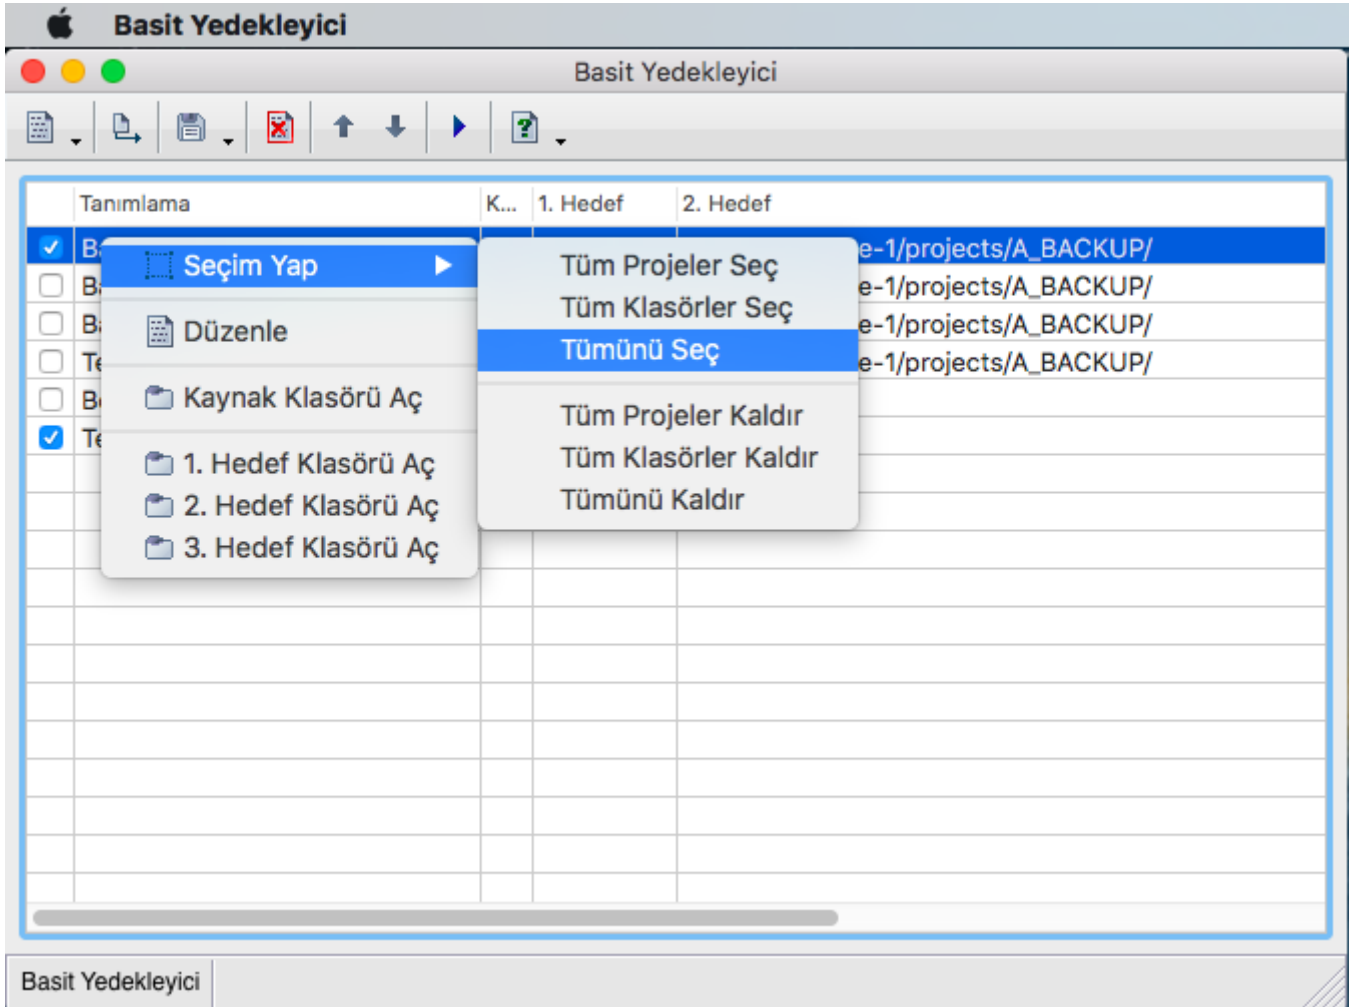 Basit Yedekleyici
Basit Yedekleyici
Tanımlama K... 1. Hedef 2. Hedef
e-1/projects/A_BACKUP/
e-1/projects/A_BACKUP/
e-1/projects/A_BACKUP/
e-1/projects/A_BACKUP/
Seçim Yap
Düzenle
Kaynak Klasörü Aç
1. Hedef Klasörü Aç
2. Hedef Klasörü Aç
3. Hedef Klasörü Aç
Tüm Projeler Seç
Tüm Klasörler Seç
Tümünü Seç
Tüm Projeler Kaldır
Tüm Klasörler Kaldır
Tümünü Kaldır
Basit Yedekleyici